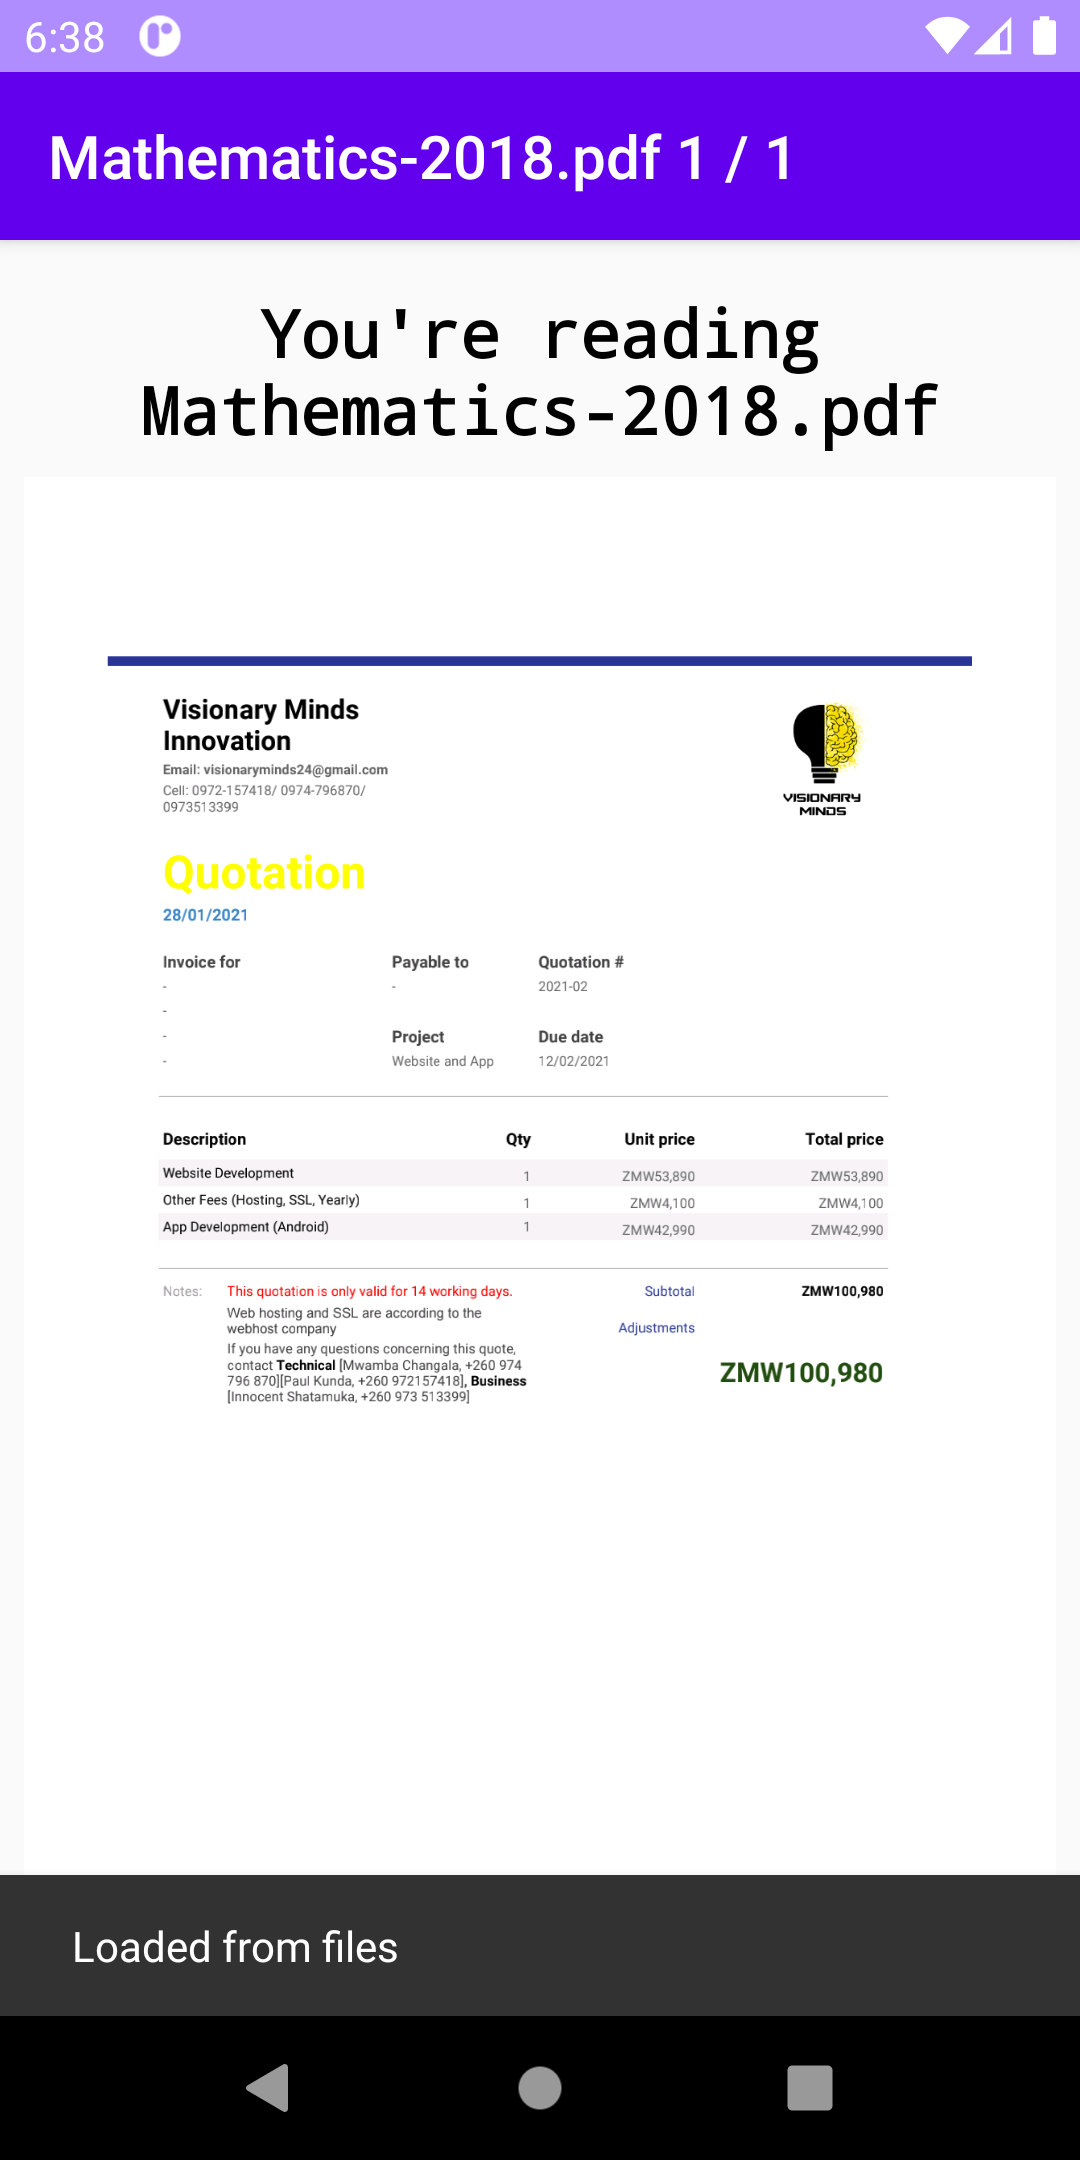 6:38
Mathematics-2018.pdf 1 / 1
You're reading
Mathematics-2018.pdf
Visionary Minds
Innovation
Email: visionaryminds24@gmail.com
Cell: 0972-157418/ 0974-796870/
0973513399
VISIONARY
MINDS
Quotation
28/01/2021
Invoice for Payable to Quotation #
- - 2021-02
-
- Project Due date
- Website and App 12/02/2021
Description Qty Unit price Total price
Website Development 1 ZMW53,890 ZMW53,890
Other Fees (Hosting, SSL, Yearly) 1 ZMW4,100 ZMW4,100
App Development (Android) 1 ZMW42,990 ZMW42,990
Notes: This quotation is only valid for 14 working days. Subtotal ZMW100,980
Web hosting and SSL are according to the
webhost company Adjustments
If you have any questions concerning this quote,
contact Technical [Mwamba Changala, +260 974
796 870][Paul Kunda, +260 972157418], Business
[Innocent Shatamuka, +260 973 513399]
ZMW100,980
Loaded from files